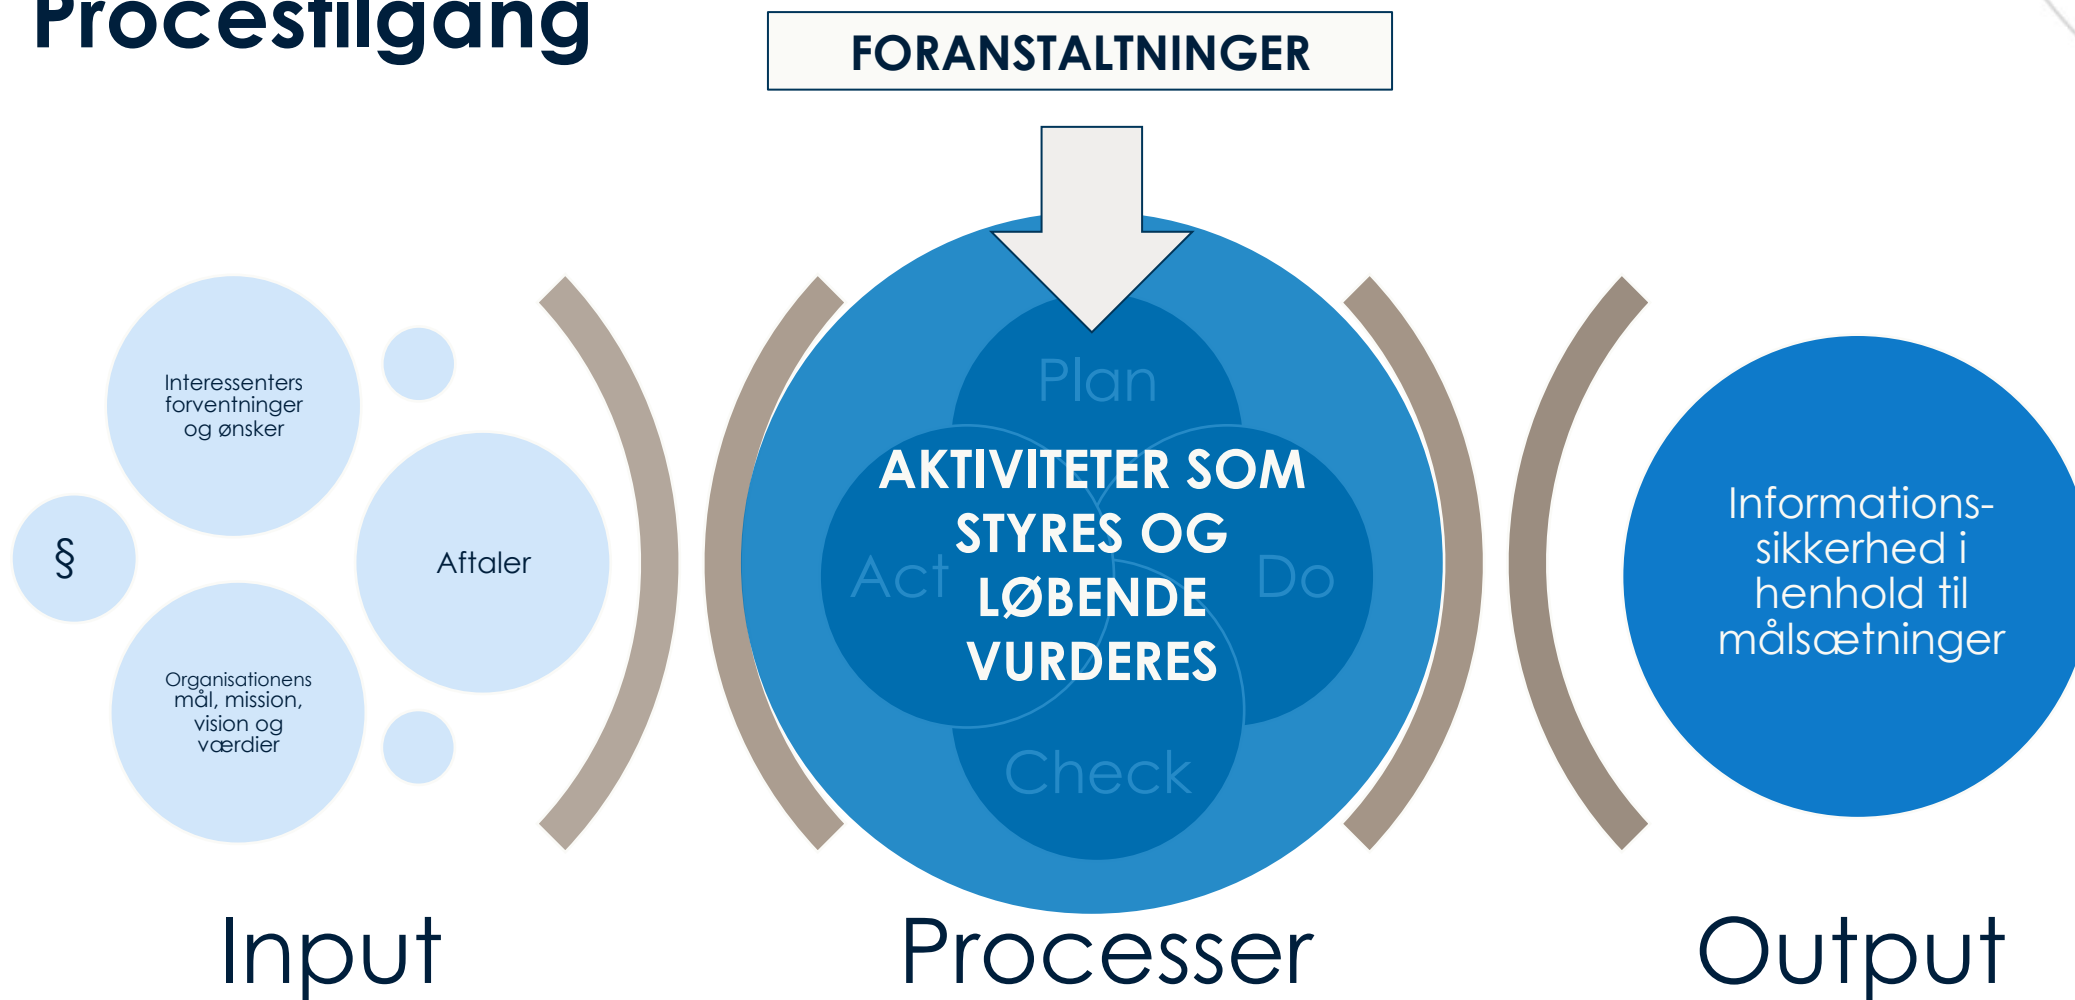 Procestilgang
FORANSTALTNINGER
Interessenters
forventninger
og ønsker
§
Aftaler
Organisationens
mål, mission,
vision og
værdier
Plan
AKTIVITETER SOM
STYRES OG
LØBENDE
VURDERES
Act
Do
Check
Informations-
sikkerhed i
henhold til
målsætninger
Input
Processer
Output